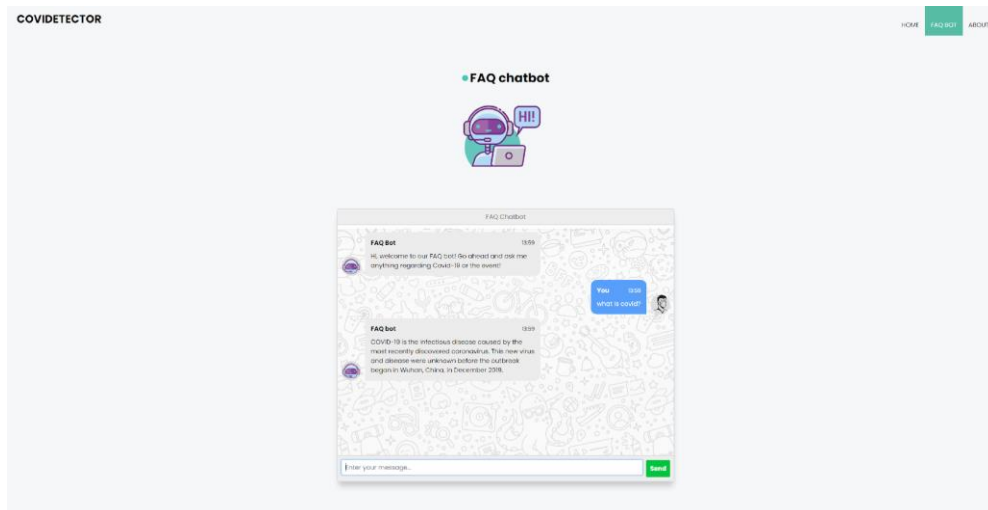 COVIDETECTOR
HOME FAQ BOT ABOUT
FAQ chatbot
HI!
FAQ Chatbot
FAQ Bot 13:59
Hi, welcome to our FAQ bot! Go ahead and ask me
anything regarding Covid-19 or the event!
You 13:59
what is covid?
FAQ bot 13:59
COVID-19 is the infectious disease caused by the
most recently discovered coronavirus. This new virus
and disease were unknown before the outbreak
began in Wuhan, China, in December 2019.
Enter your message...
Send